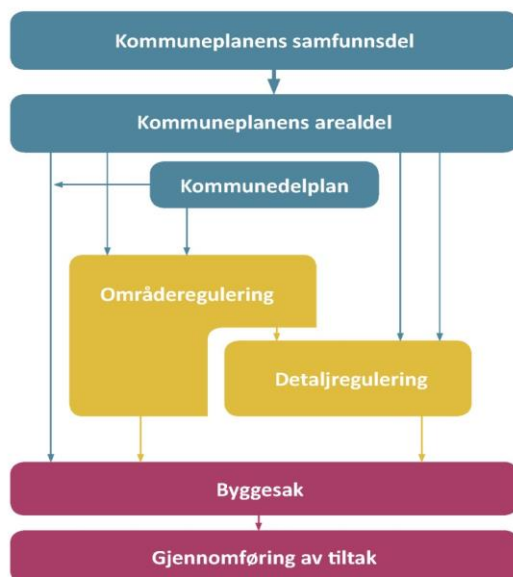 Kommuneplanens samfunnsdel
Kommuneplanens arealdel
Kommunedelplan
Områderegulering
Detaljregulering
Byggesak
Gjennomføring av tiltak